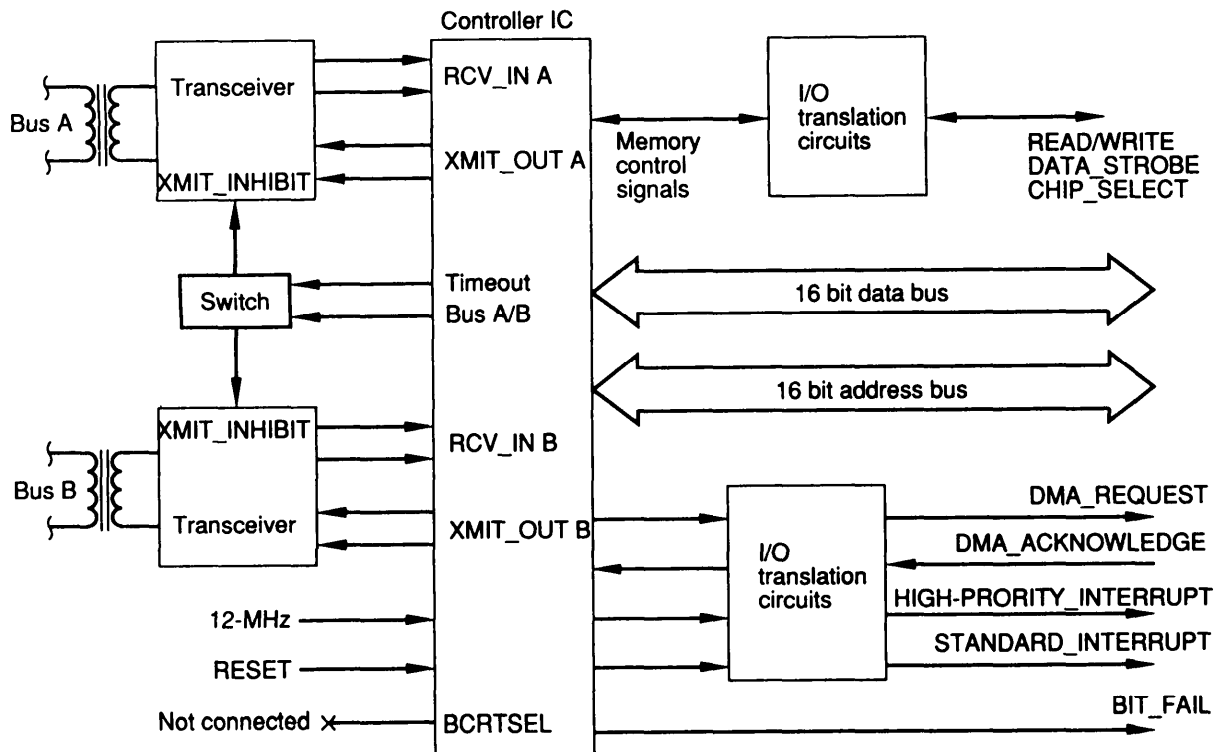 Controller IC
Transceiver
Bus A
XMIT_INHIBIT
RCV_IN A
XMIT_OUT A
Memory
control
signals
I/O
translation
circuits
READ/WRITE
DATA_STROBE
CHIP_SELECT
Switch
Timeout
Bus A/B
16 bit data bus
16 bit address bus
XMIT_INHIBIT
Bus B
Transceiver
RCV_IN B
XMIT_OUT B
I/O
translation
circuits
DMA_REQUEST
DMA_ACKNOWLEDGE
HIGH-PRORITY_INTERRUPT
STANDARD_INTERRUPT
12-MHz
RESET
Not connected
BCRTSEL
BIT_FAIL